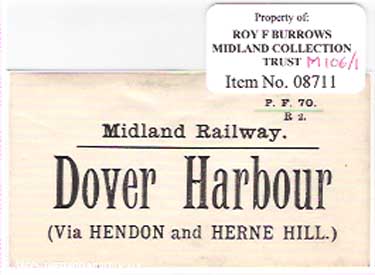 Property of:
ROY F BURROWS
MIDLAND COLLECTION
TRUST M106/1
Item No. 08711
P. F. 70.
R 2.
Midland Railway.
Dover Harbour
(Via HENDON and HERNE HILL.)